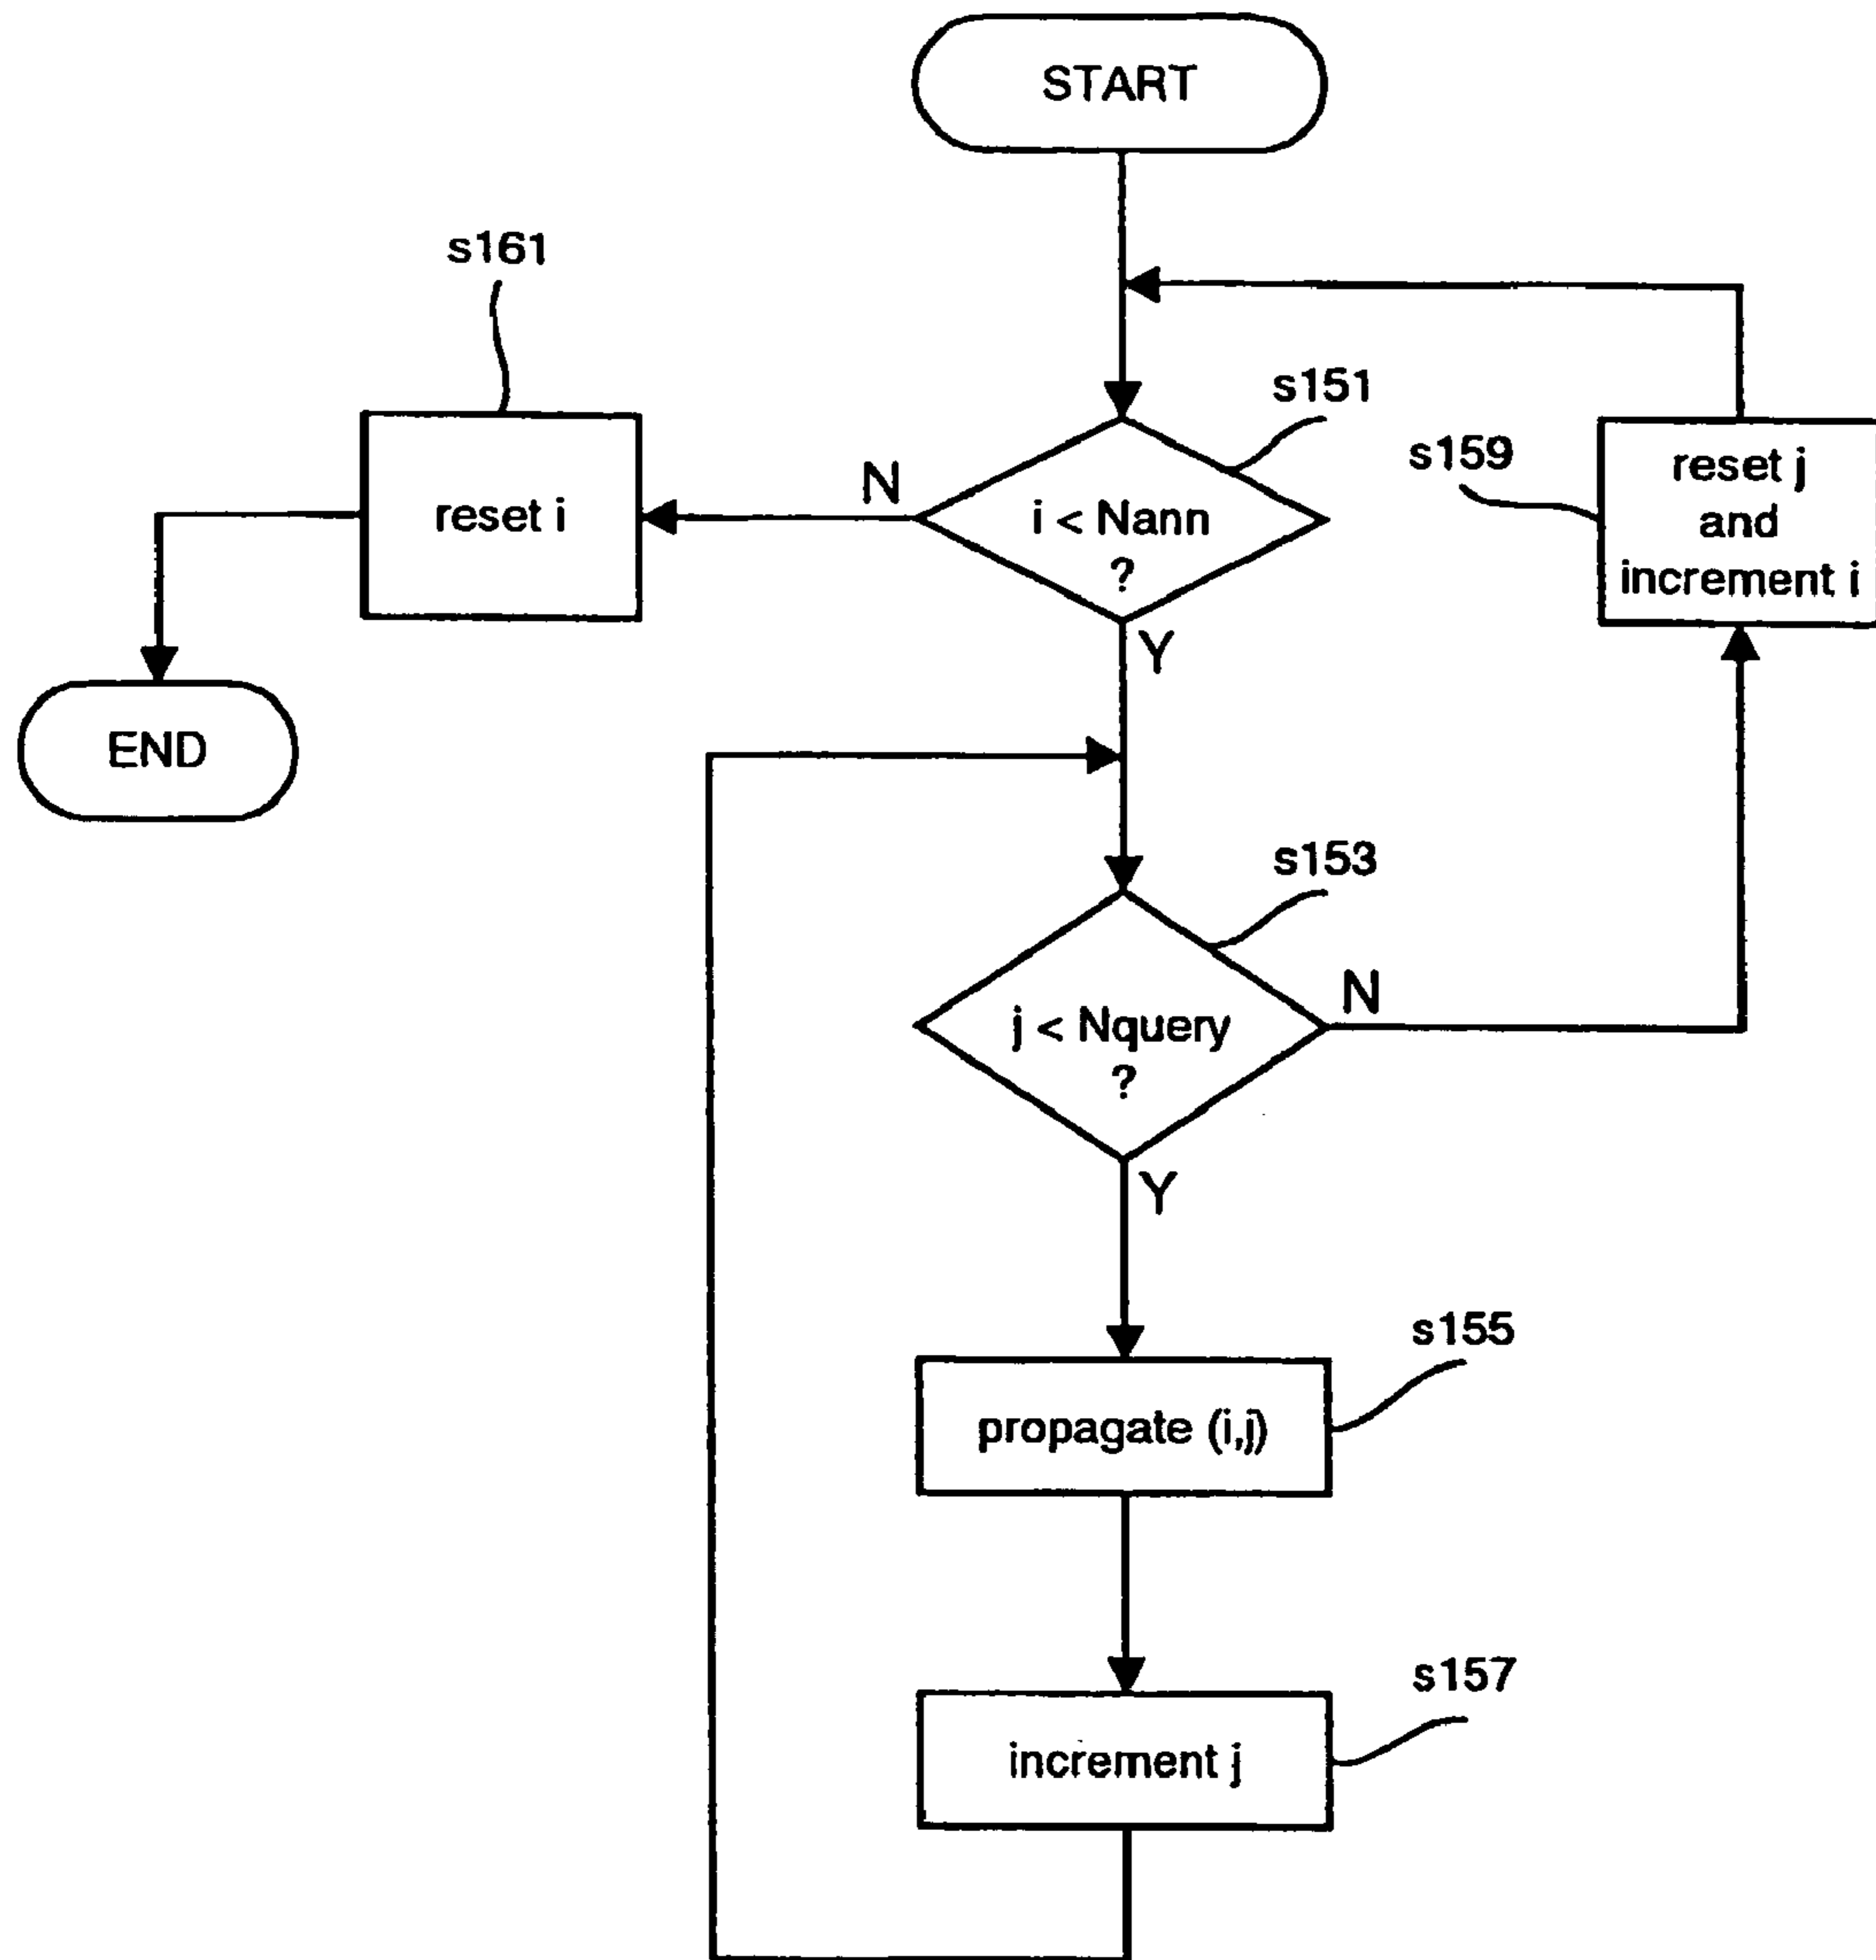 START
s161
s151
s159
reset j
and
increment i
N
reset i
i < Nann
?
Y
END
s153
N
j < Nquery
?
Y
s155
propagate (i,j)
s157
increment j